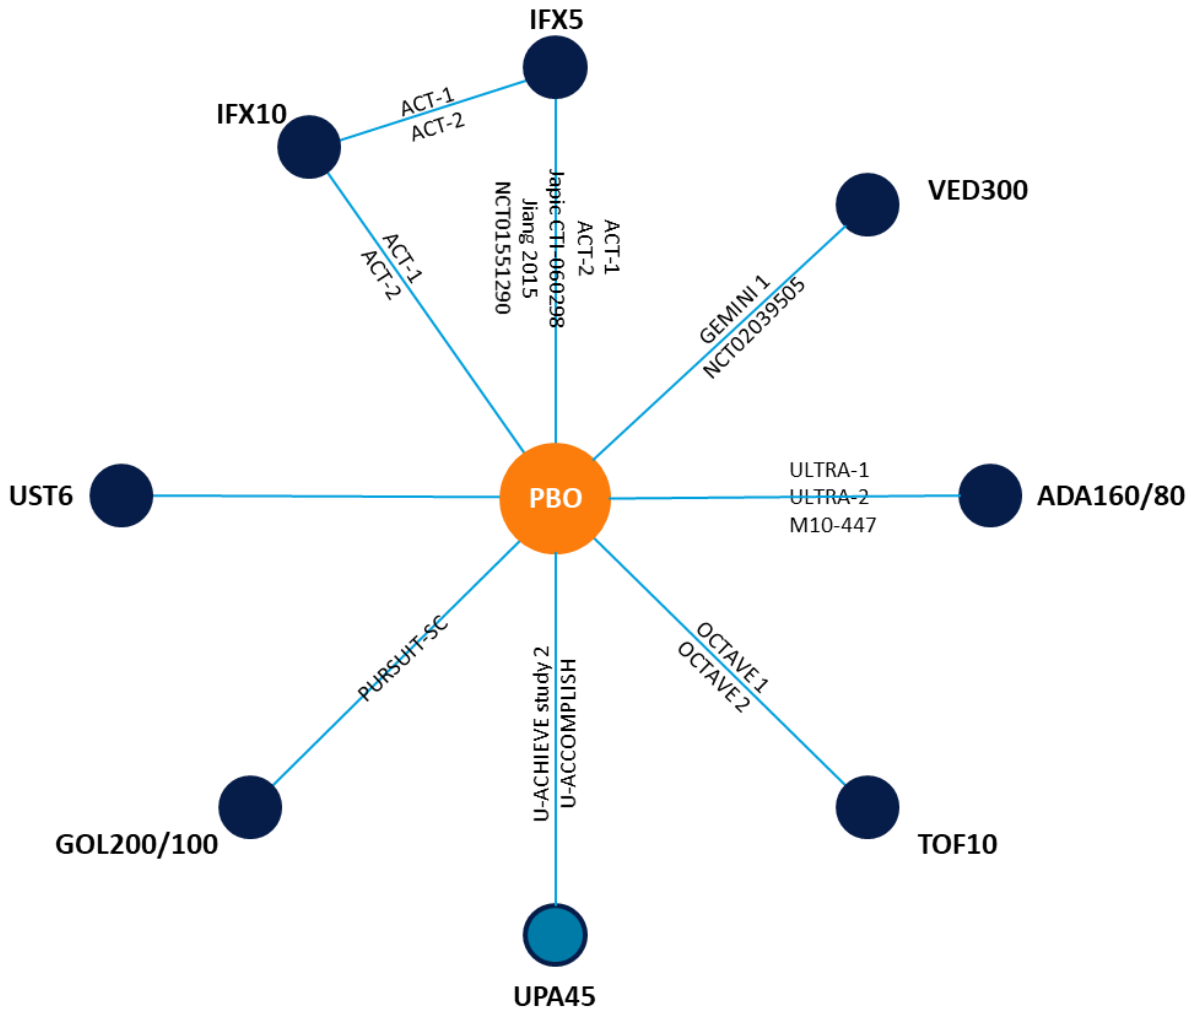 IFX5
IFX10
ACT-1
ACT-2
VED300
ACT-1
ACT-2
Japic CTI-060298
Jiang 2015
NCT01551290
ACT-1
ACT-2
GEMINI 1
NCT02039505
UST6
PBO
ULTRA-1
ULTRA-2
M10-447
ADA160/80
PURSUIT-SC
U-ACHIEVE study 2
U-ACCOMPLISH
OCTAVE 1
OCTAVE 2
GOL200/100
TOF10
UPA45